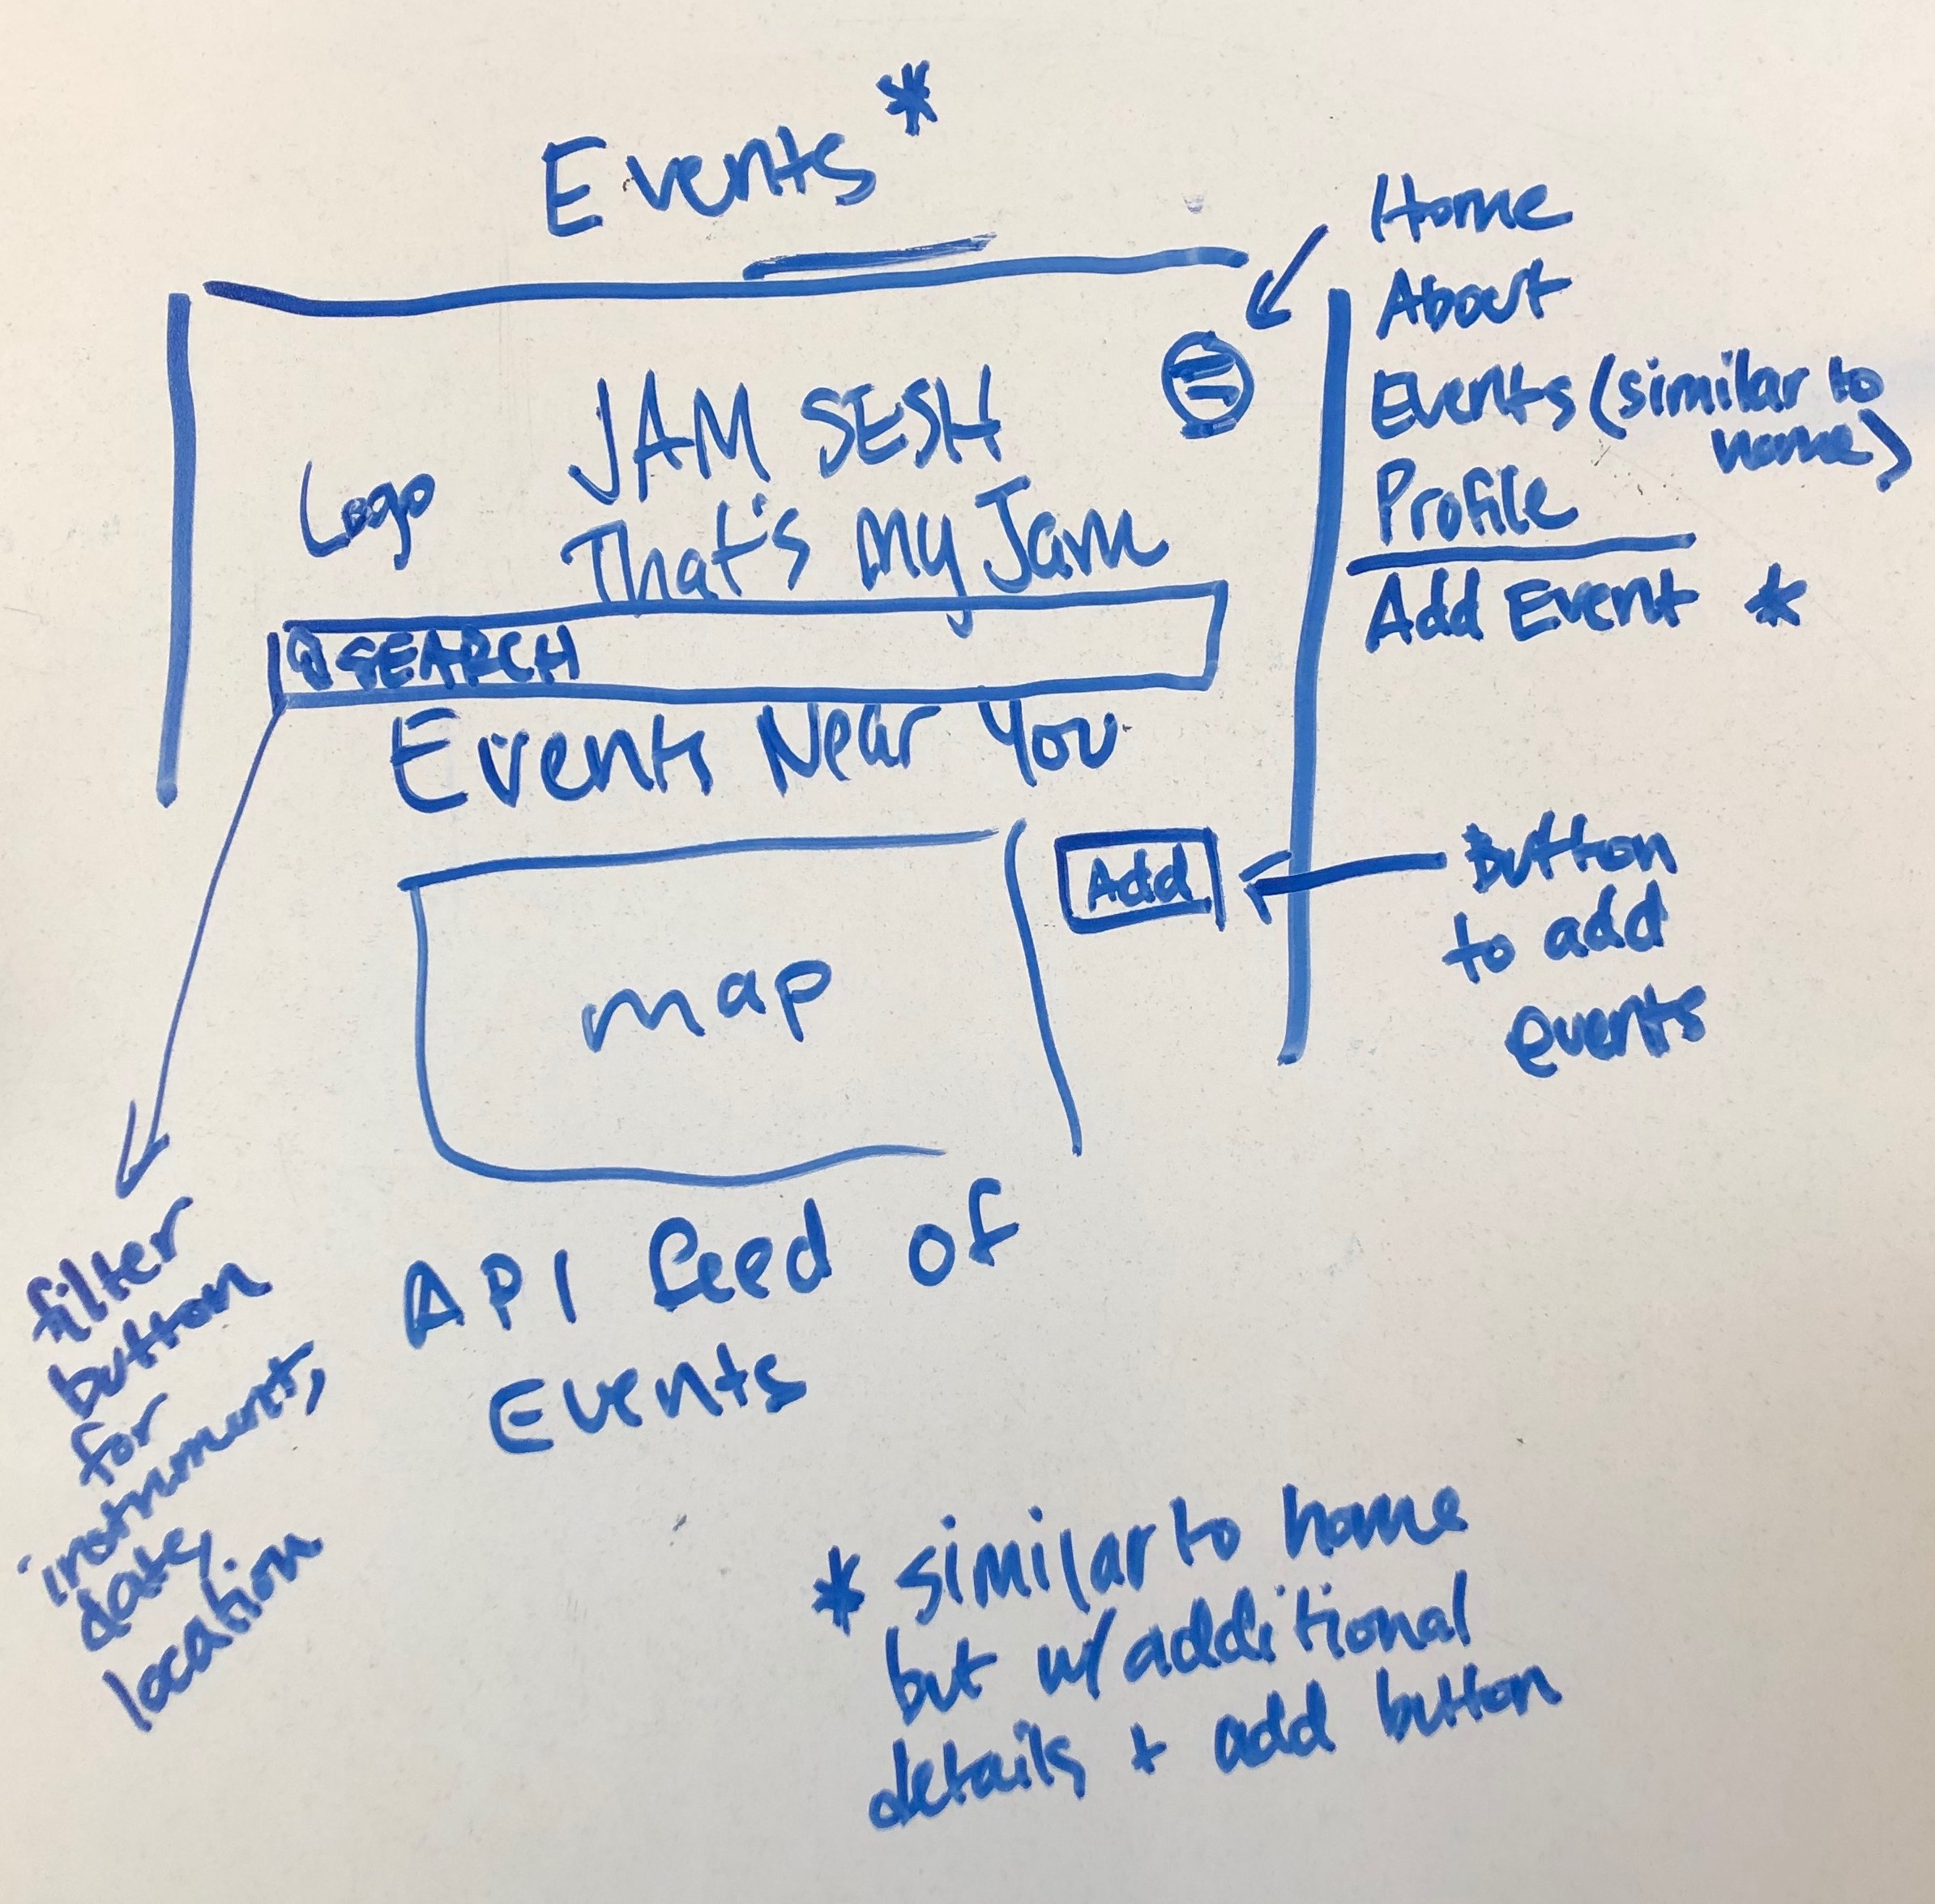 Events *
Home
About
Events (similar to
home)
Profile
Add Event *
JAM SESH
Logo
That's my Jam
SEARCH
Events Near You
Add
Button
to add
events
map
API feed of
Events
filter
button
for
instrument,
date,
location
* similar to home
but w/ additional
details + add button